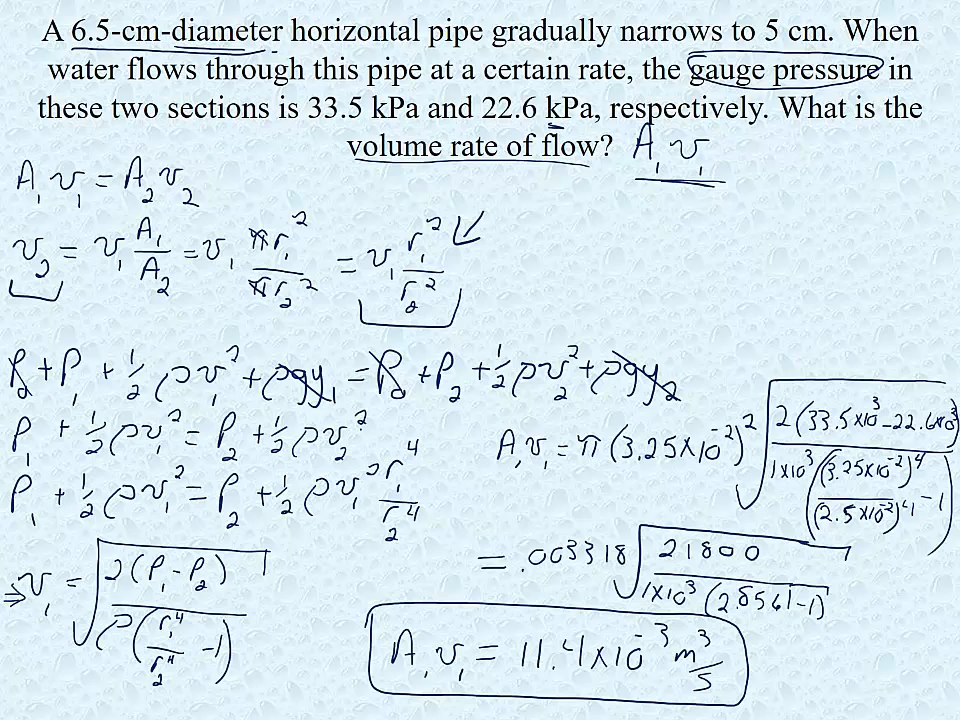 A 6.5-cm-diameter horizontal pipe gradually narrows to 5 cm. When
water flows through this pipe at a certain rate, the gauge pressure in
these two sections is 33.5 kPa and 22.6 kPa, respectively. What is the
volume rate of flow? A₁v₁
A₁v₁ = A₂v₂
v₂ = v₁ A₁/A₂ = v₁ πr₁²/πr₂² = v₁ r₁²/r₂²
P₀ + P₁ + ½ρv₁² + ρgy₁ = P₀ + P₂ + ½ρv₂² + ρgy₂
P₁ + ½ρv₁² = P₂ + ½ρv₂²
P₁ + ½ρv₁² = P₂ + ½ρv₁² r₁⁴/r₂⁴
⇒ v₁ = √(2(P₁-P₂) / ρ(r₁⁴/r₂⁴ - 1))
A₁v₁ = π(3.25×10⁻²)² √(2(33.5×10³-22.6×10³) / 1×10³((3.25×10⁻²)⁴/(2.5×10⁻²)⁴ - 1))
= .003318 √(21800 / 1×10³(2.8561-1))
A₁v₁ = 11.4×10⁻³ m³/s